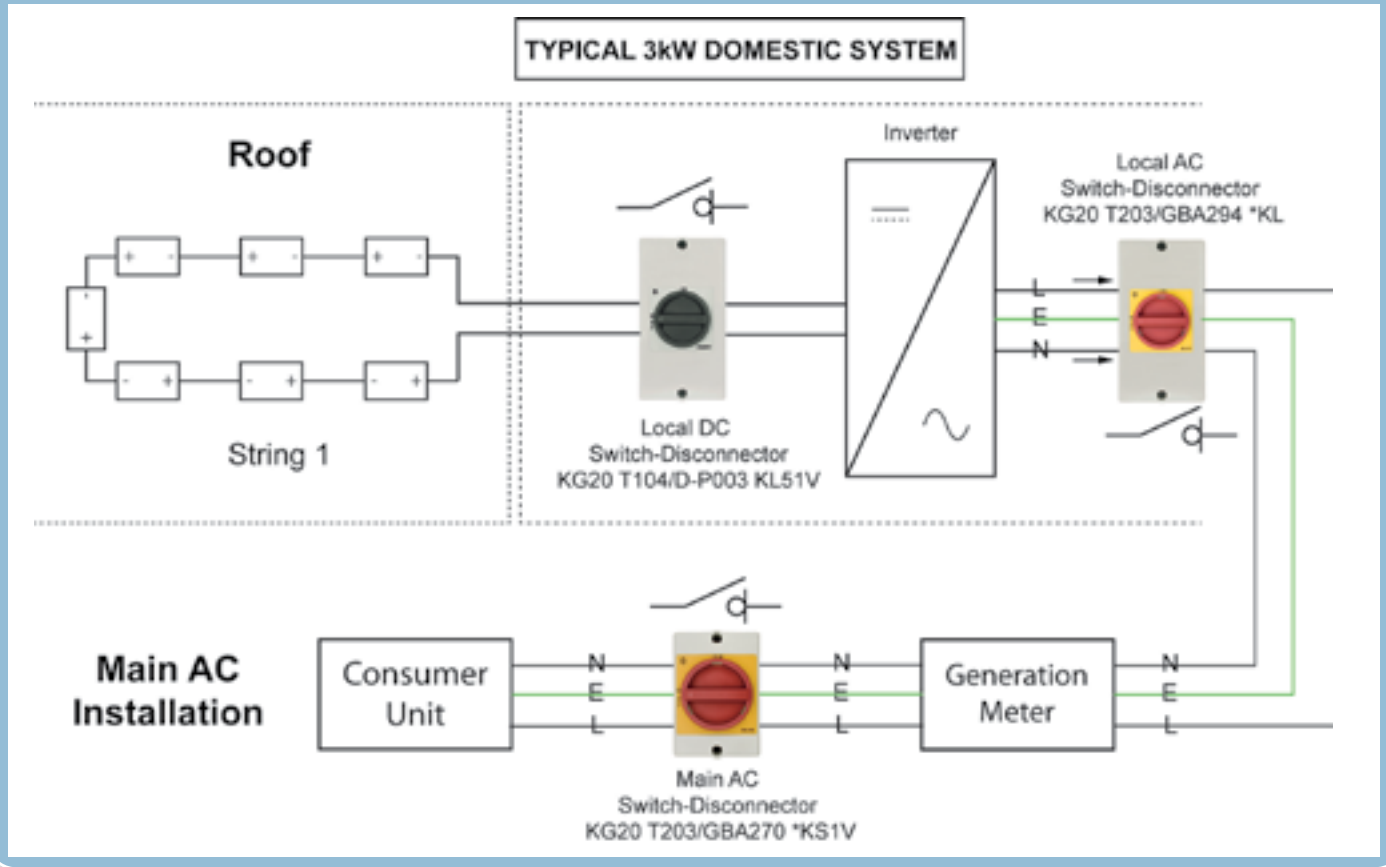 TYPICAL 3kW DOMESTIC SYSTEM
Roof
+ -
+ -
+ -
-
+
- +
- +
- +
String 1
Local DC
Switch-Disconnector
KG20 T104/D-P003 KL51V
Inverter
Local AC
Switch-Disconnector
KG20 T203/GBA294 *KL
L
E
N
Main AC
Installation
Consumer
Unit
N
E
L
N
E
L
Generation
Meter
N
E
L
Main AC
Switch-Disconnector
KG20 T203/GBA270 *KS1V